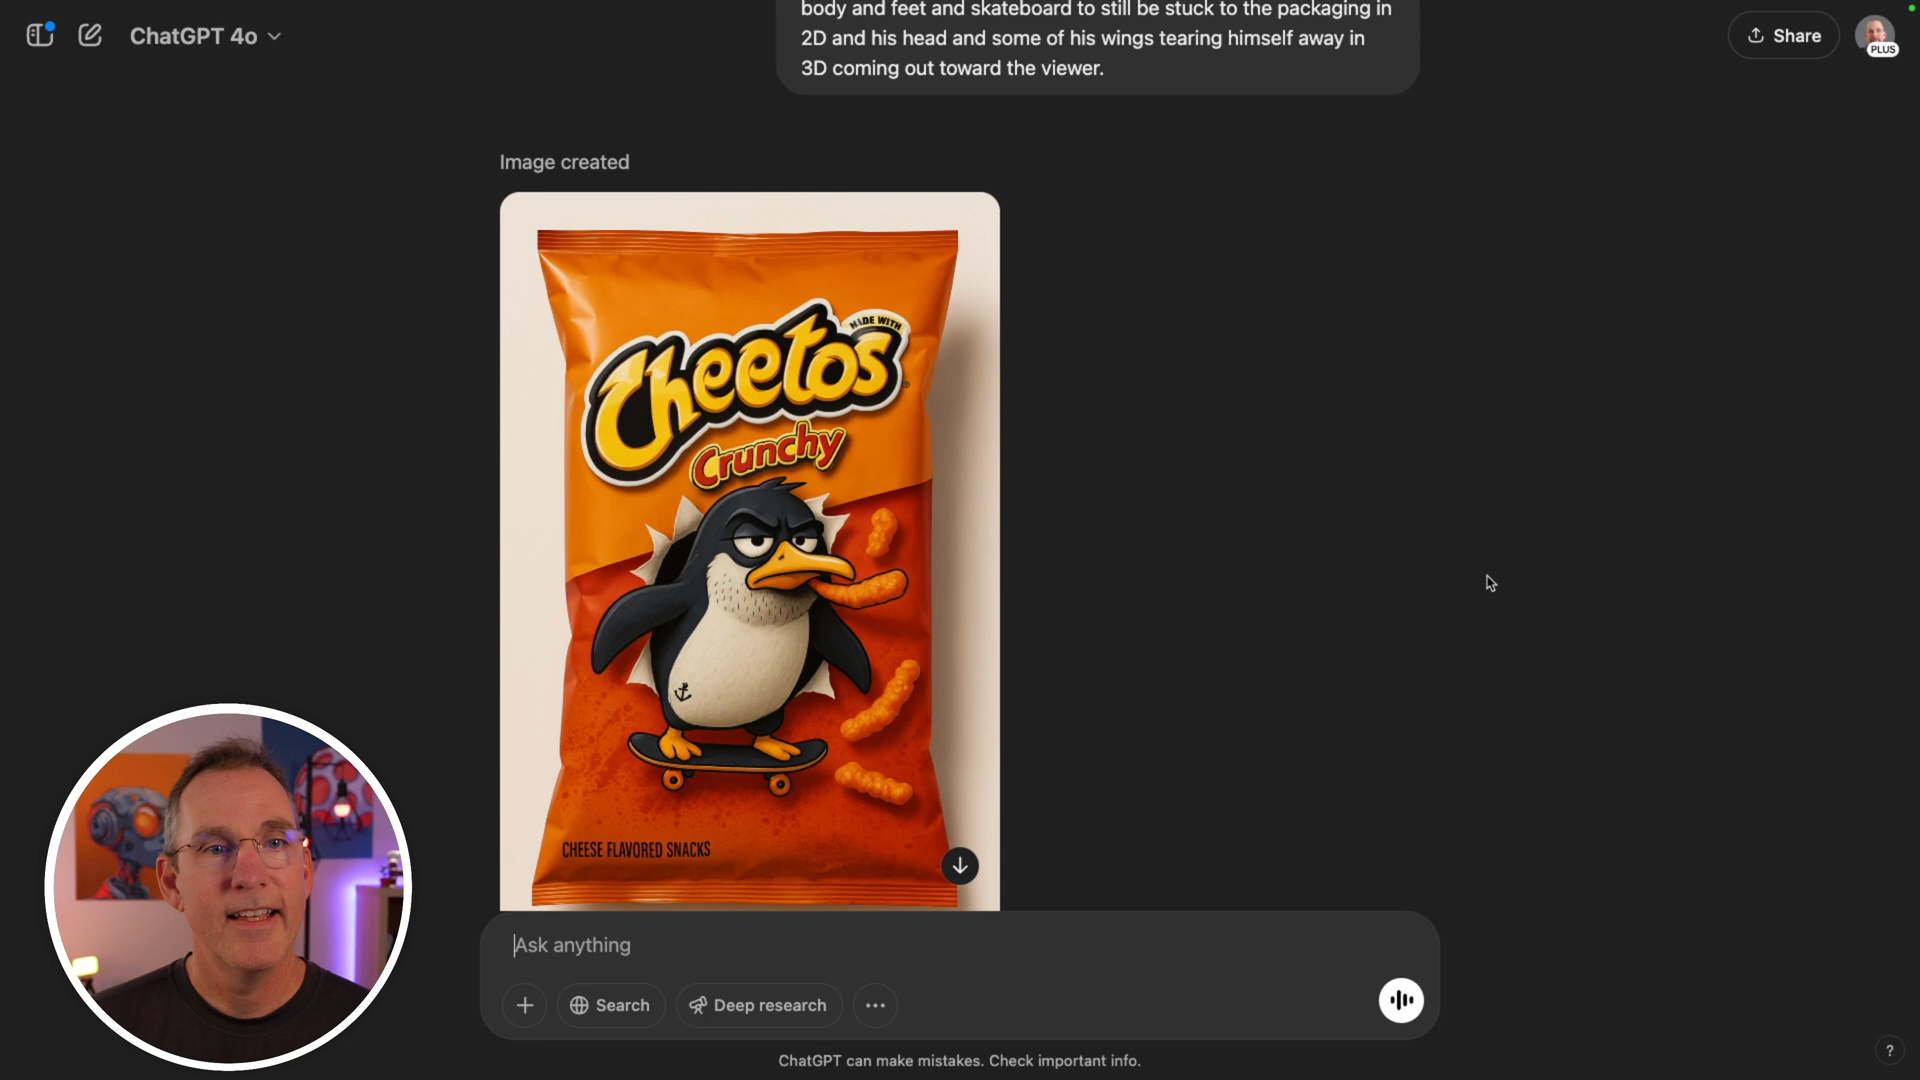 body and feet and skateboard to still be stuck to the packaging in
2D and his head and some of his wings tearing himself away in
3D coming out toward the viewer.
ChatGPT 4o
Share
PLUS
Image created
MADE WITH
Cheetos
®
Crunchy
CHEESE FLAVORED SNACKS
Ask anything
Search
Deep research
ChatGPT can make mistakes. Check important info.
?